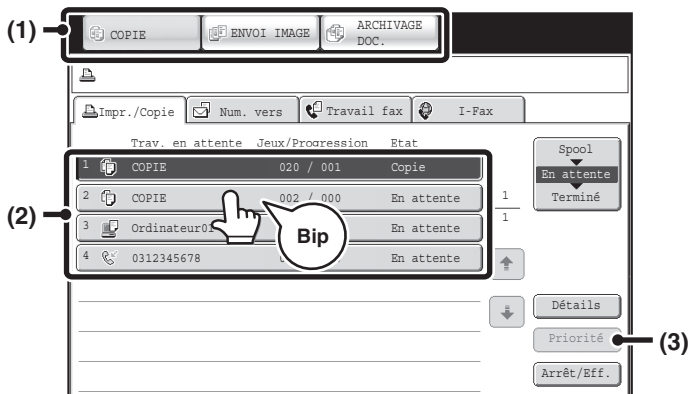 (1)
COPIE
ENVOI IMAGE
ARCHIVAGE
DOC.
Impr./Copie
Num. vers
Travail fax
I-Fax
Trav. en attente Jeux/Progression Etat
1 COPIE 020 / 001 Copie
2 COPIE 002 / 000 En attente
3 Ordinateur01 En attente
4 0312345678 En attente
Bip
(2)
1
1
Spool
En attente
Terminé
Détails
Priorité
(3)
Arrêt/Eff.